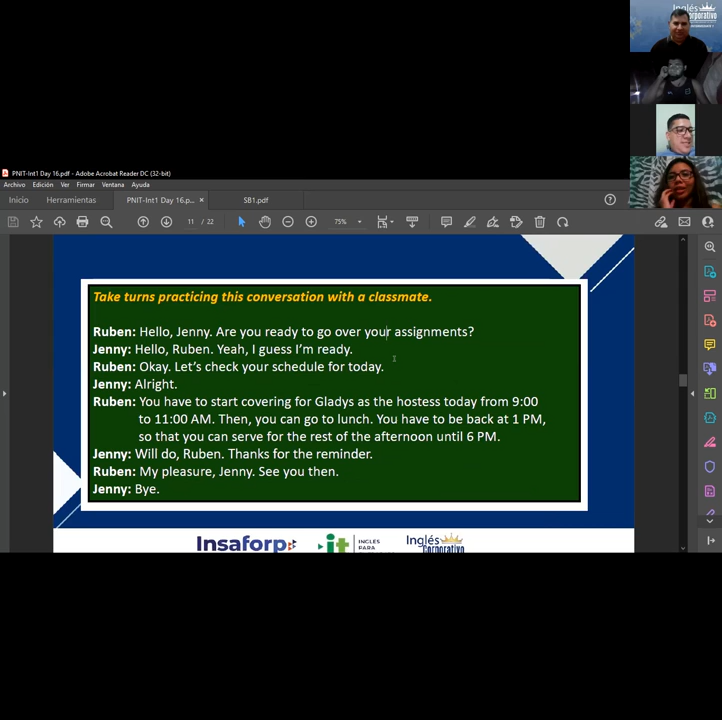 Inglés
Corporativo
PNIT-Int1 Day 16.pdf - Adobe Acrobat Reader DC (32-bit)
Archivo Edición Ver Firmar Ventana Ayuda
Inicio Herramientas PNIT-Int1 Day 16.p... × SB1.pdf
11 / 22 75%
Take turns practicing this conversation with a classmate.
Ruben: Hello, Jenny. Are you ready to go over your assignments?
Jenny: Hello, Ruben. Yeah, I guess I'm ready.
Ruben: Okay. Let's check your schedule for today.
Jenny: Alright.
Ruben: You have to start covering for Gladys as the hostess today from 9:00
to 11:00 AM. Then, you can go to lunch. You have to be back at 1 PM,
so that you can serve for the rest of the afternoon until 6 PM.
Jenny: Will do, Ruben. Thanks for the reminder.
Ruben: My pleasure, Jenny. See you then.
Jenny: Bye.
Insaforp it INGLES
PARA
Inglés
Corporativo